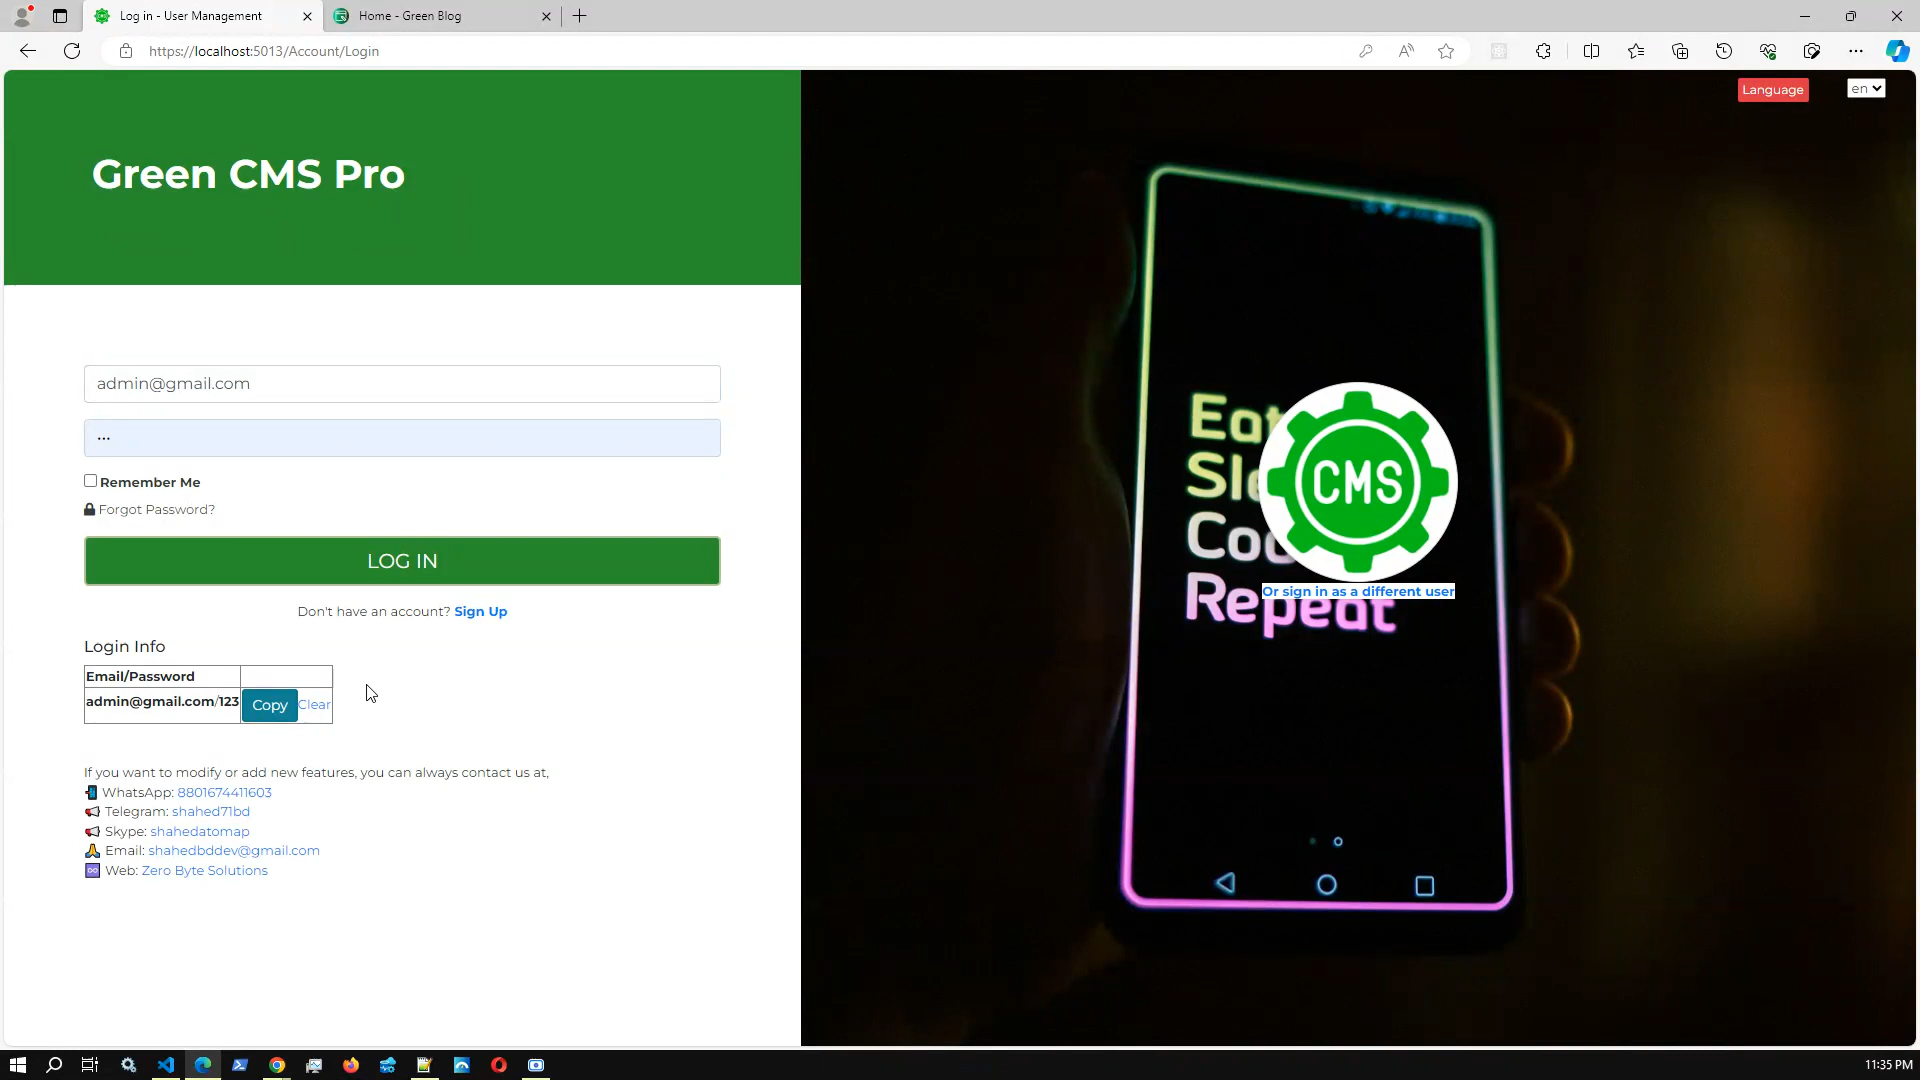 Log in - User Management
Home - Green Blog
https://localhost:5013/Account/Login
Language
en
Green CMS Pro
admin@gmail.com
•••
Remember Me
Forgot Password?
LOG IN
Don't have an account? Sign Up
Login Info
Email/Password
admin@gmail.com/123 Copy Clear
If you want to modify or add new features, you can always contact us at,
WhatsApp: 8801674411603
Telegram: shahed71bd
Skype: shahedatomap
Email: shahedbddev@gmail.com
Web: Zero Byte Solutions
CMS
Or sign in as a different user
Repeat
11:35 PM